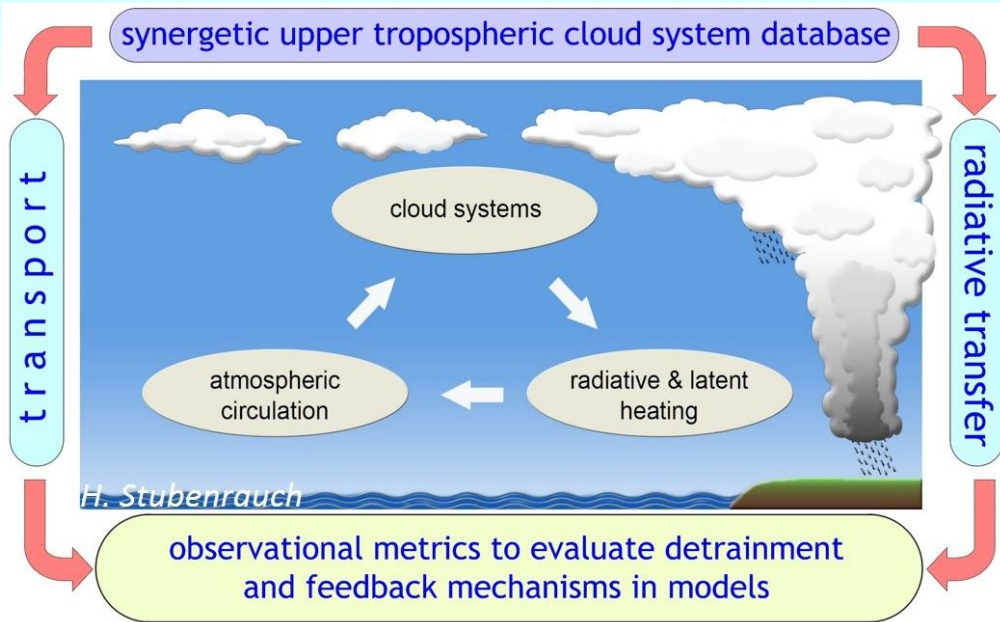 synergetic upper tropospheric cloud system database
transport
radiative transfer
cloud systems
atmospheric
circulation
radiative & latent
heating
H. Stubenrauch
observational metrics to evaluate detrainment
and feedback mechanisms in models